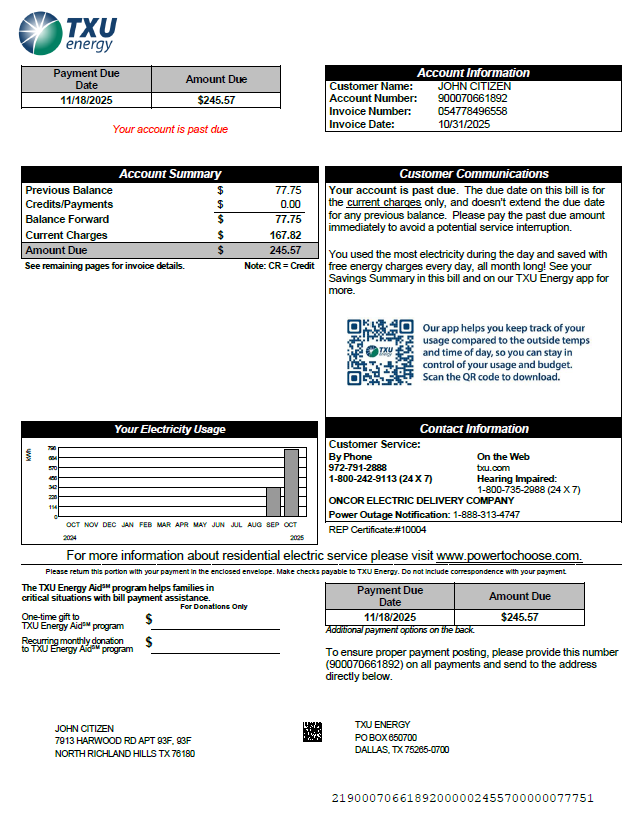 TXU
energy
Payment Due
Date
Amount Due
11/18/2025
$245.57
Your account is past due
Account Information
Customer Name: JOHN CITIZEN
Account Number: 900070661892
Invoice Number: 054778496558
Invoice Date: 10/31/2025
Account Summary
Previous Balance $ 77.75
Credits/Payments $ 0.00
Balance Forward $ 77.75
Current Charges $ 167.82
Amount Due $ 245.57
See remaining pages for invoice details. Note: CR = Credit
Customer Communications
Your account is past due. The due date on this bill is for
the current charges only, and doesn't extend the due date
for any previous balance. Please pay the past due amount
immediately to avoid a potential service interruption.
You used the most electricity during the day and saved with
free energy charges every day, all month long! See your
Savings Summary in this bill and on our TXU Energy app for
more.
TXU
Our app helps you keep track of your
usage compared to the outside temps
and time of day, so you can stay in
control of your usage and budget.
Scan the QR code to download.
Your Electricity Usage
kWh
798
684
570
456
342
228
114
0
OCT NOV DEC JAN FEB MAR APR MAY JUN JUL AUG SEP OCT
2024 2025
Contact Information
Customer Service:
By Phone
972-791-2888
1-800-242-9113 (24 X 7)
On the Web
txu.com
Hearing Impaired:
1-800-735-2988 (24 X 7)
ONCOR ELECTRIC DELIVERY COMPANY
Power Outage Notification: 1-888-313-4747
REP Certificate:#10004
For more information about residential electric service please visit www.powertochoose.com.
Please return this portion with your payment in the enclosed envelope. Make checks payable to TXU Energy. Do not include correspondence with your payment.
The TXU Energy Aid℠ program helps families in
critical situations with bill payment assistance.
For Donations Only
One-time gift to
TXU Energy Aid℠ program $
Recurring monthly donation
to TXU Energy Aid℠ program $
Payment Due
Date
Amount Due
11/18/2025
$245.57
Additional payment options on the back.
To ensure proper payment posting, please provide this number
(900070661892) on all payments and send to the address
directly below.
JOHN CITIZEN
7913 HARWOOD RD APT 93F, 93F
NORTH RICHLAND HILLS TX 76180
TXU ENERGY
PO BOX 650700
DALLAS, TX 75265-0700
21900070661892000002455700000077751